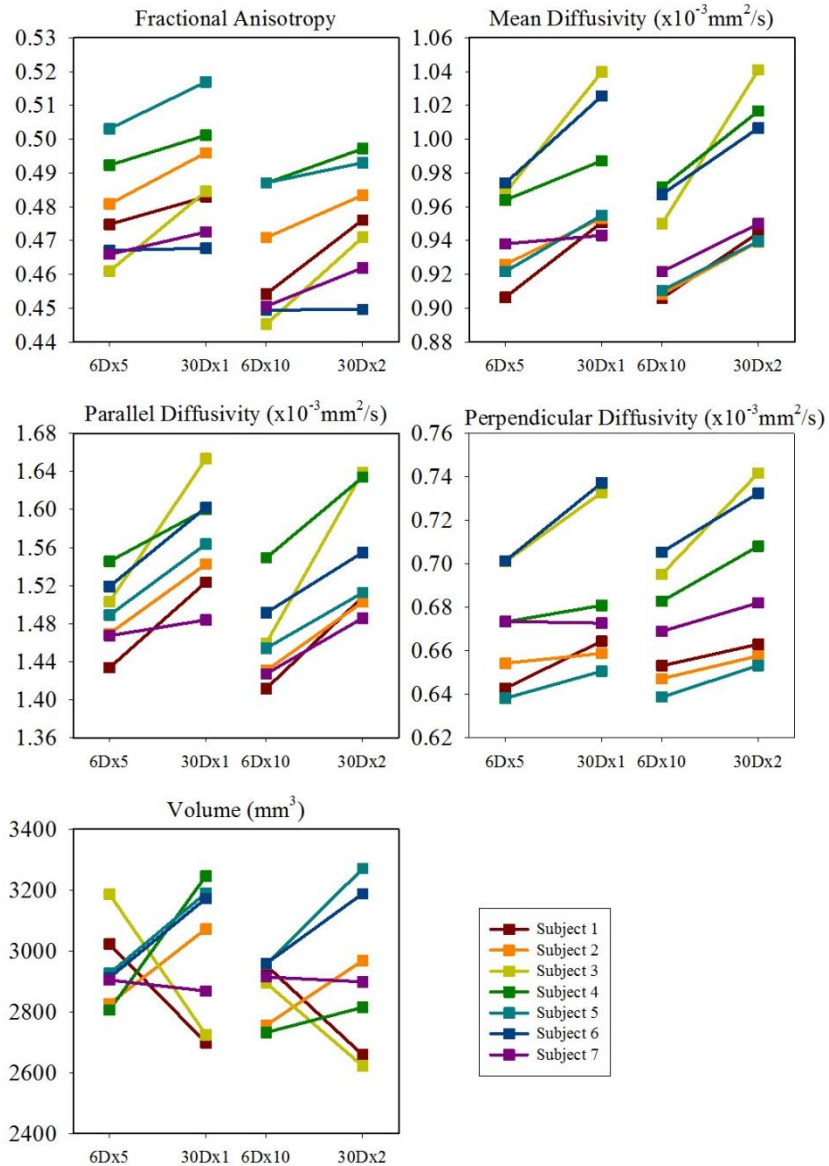 Fractional Anisotropy
0.53
0.52
0.51
0.50
0.49
0.48
0.47
0.46
0.45
0.44
6Dx5 30Dx1 6Dx10 30Dx2
Mean Diffusivity (x10⁻³mm²/s)
1.06
1.04
1.02
1.00
0.98
0.96
0.94
0.92
0.90
0.88
6Dx5 30Dx1 6Dx10 30Dx2
Parallel Diffusivity (x10⁻³mm²/s)
1.68
1.64
1.60
1.56
1.52
1.48
1.44
1.40
1.36
6Dx5 30Dx1 6Dx10 30Dx2
Perpendicular Diffusivity (x10⁻³mm²/s)
0.76
0.74
0.72
0.70
0.68
0.66
0.64
0.62
6Dx5 30Dx1 6Dx10 30Dx2
Volume (mm³)
3400
3200
3000
2800
2600
2400
6Dx5 30Dx1 6Dx10 30Dx2
Subject 1
Subject 2
Subject 3
Subject 4
Subject 5
Subject 6
Subject 7